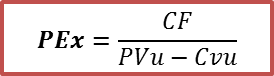 PEx = CF / (PVu − Cvu)